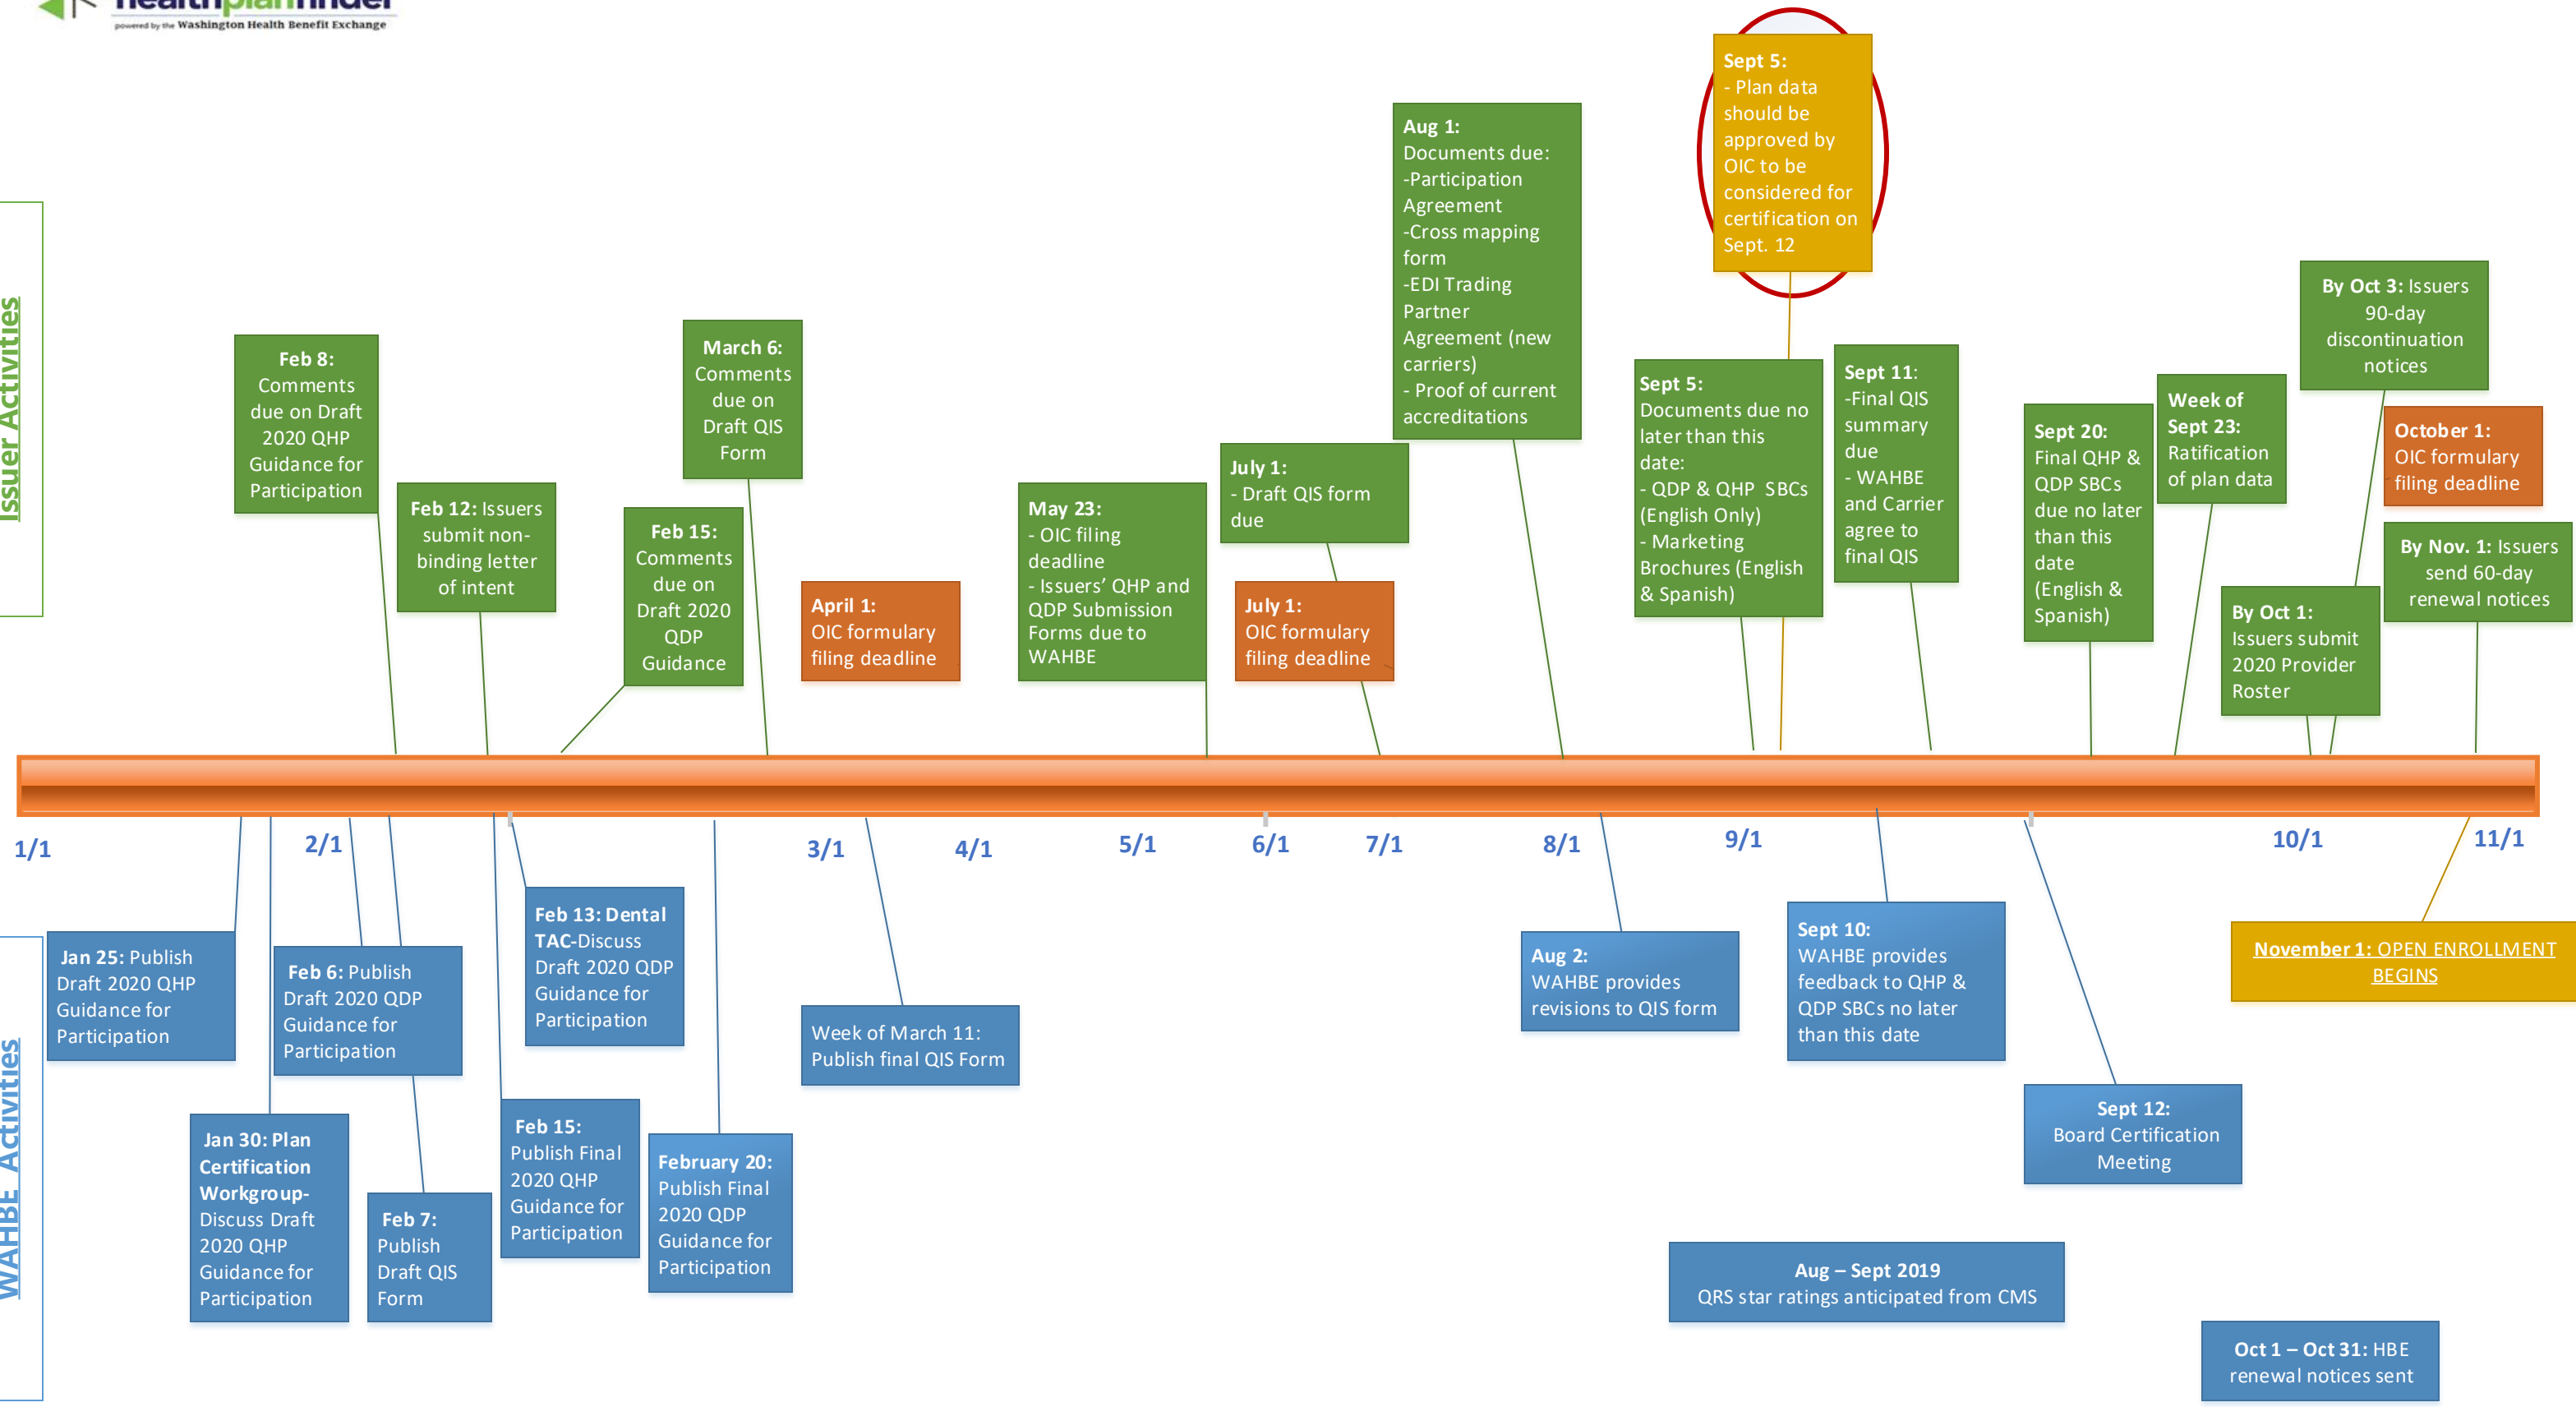 healthplanfinder
powered by the Washington Health Benefit Exchange
Issuer Activities
Feb 8:
Comments
due on Draft
2020 QHP
Guidance for
Participation
Feb 12: Issuers
submit non-
binding letter
of intent
Feb 15:
Comments
due on
Draft 2020
QDP
Guidance
March 6:
Comments
due on
Draft QIS
Form
April 1:
OIC formulary
filing deadline
May 23:
- OIC filing
deadline
- Issuers’ QHP and
QDP Submission
Forms due to
WAHBE
July 1:
- Draft QIS form
due
July 1:
OIC formulary
filing deadline
Aug 1:
Documents due:
-Participation
Agreement
-Cross mapping
form
-EDI Trading
Partner
Agreement (new
carriers)
- Proof of current
accreditations
Sept 5:
- Plan data
should be
approved by
OIC to be
considered for
certification on
Sept. 12
Sept 5:
Documents due no
later than this
date:
- QDP & QHP SBCs
(English Only)
- Marketing
Brochures (English
& Spanish)
Sept 11:
-Final QIS
summary
due
- WAHBE
and Carrier
agree to
final QIS
Sept 20:
Final QHP &
QDP SBCs
due no later
than this
date
(English &
Spanish)
Week of
Sept 23:
Ratification
of plan data
By Oct 3: Issuers
90-day
discontinuation
notices
October 1:
OIC formulary
filing deadline
By Nov. 1: Issuers
send 60-day
renewal notices
By Oct 1:
Issuers submit
2020 Provider
Roster
1/1
2/1
3/1
4/1
5/1
6/1
7/1
8/1
9/1
10/1
11/1
WAHBE Activities
Jan 25: Publish
Draft 2020 QHP
Guidance for
Participation
Jan 30: Plan
Certification
Workgroup-
Discuss Draft
2020 QHP
Guidance for
Participation
Feb 6: Publish
Draft 2020 QDP
Guidance for
Participation
Feb 7:
Publish
Draft QIS
Form
Feb 13: Dental
TAC-Discuss
Draft 2020 QDP
Guidance for
Participation
Feb 15:
Publish Final
2020 QHP
Guidance for
Participation
February 20:
Publish Final
2020 QDP
Guidance for
Participation
Week of March 11:
Publish final QIS Form
Aug 2:
WAHBE provides
revisions to QIS form
Sept 10:
WAHBE provides
feedback to QHP &
QDP SBCs no later
than this date
Sept 12:
Board Certification
Meeting
November 1: OPEN ENROLLMENT
BEGINS
Aug – Sept 2019
QRS star ratings anticipated from CMS
Oct 1 – Oct 31: HBE
renewal notices sent